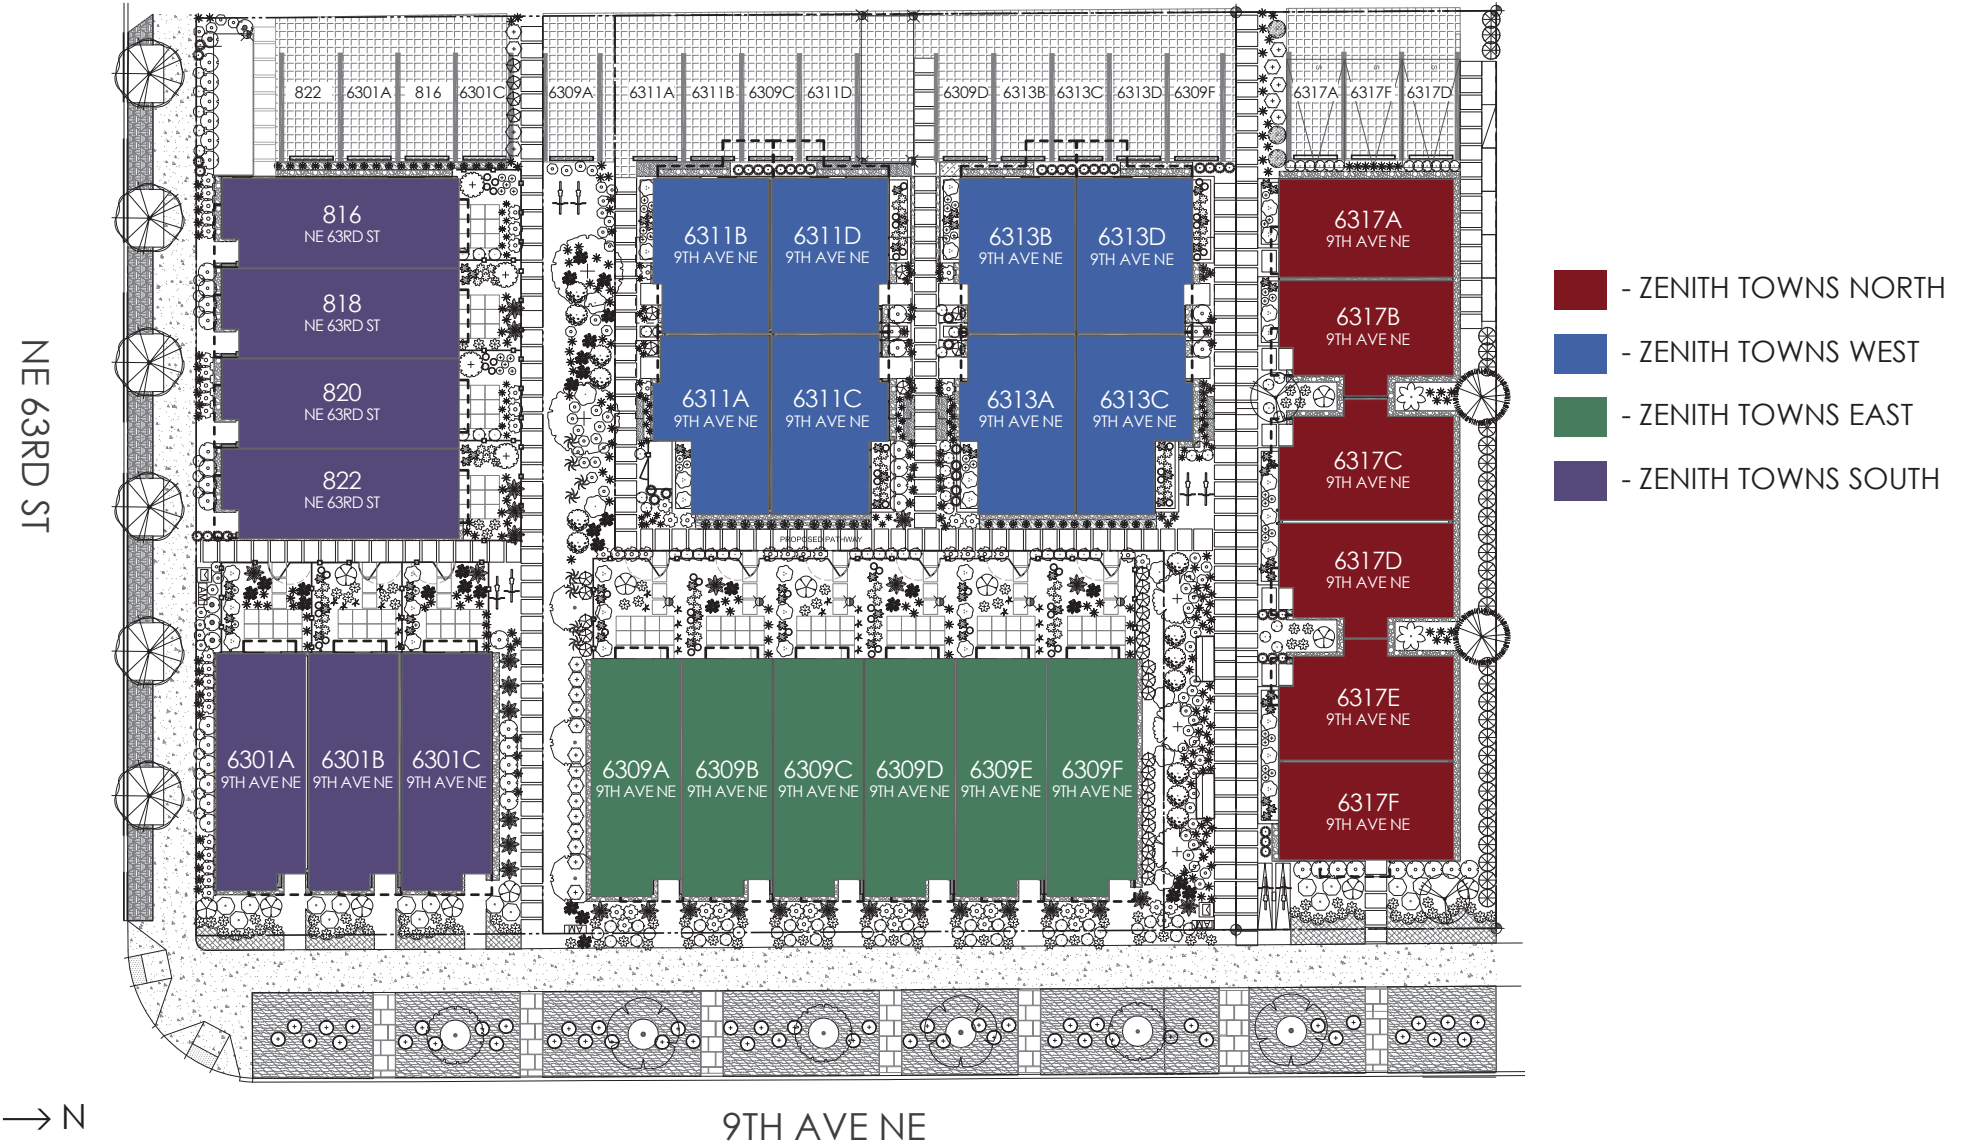 822
6301A
816
6301C
6309A
6311A
6311B
6309C
6311D
6309D
6313B
6313C
6313D
6309F
6317A
6317F
6317D
S
S
S
816
NE 63RD ST
818
NE 63RD ST
820
NE 63RD ST
822
NE 63RD ST
6311B
9TH AVE NE
6311D
9TH AVE NE
6311A
9TH AVE NE
6311C
9TH AVE NE
6313B
9TH AVE NE
6313D
9TH AVE NE
6313A
9TH AVE NE
6313C
9TH AVE NE
6317A
9TH AVE NE
6317B
9TH AVE NE
6317C
9TH AVE NE
6317D
9TH AVE NE
6317E
9TH AVE NE
6317F
9TH AVE NE
- ZENITH TOWNS NORTH
- ZENITH TOWNS WEST
- ZENITH TOWNS EAST
- ZENITH TOWNS SOUTH
NE 63RD ST
PROPOSED PATHWAY
6301A
9TH AVE NE
6301B
9TH AVE NE
6301C
9TH AVE NE
6309A
9TH AVE NE
6309B
9TH AVE NE
6309C
9TH AVE NE
6309D
9TH AVE NE
6309E
9TH AVE NE
6309F
9TH AVE NE
N
9TH AVE NE